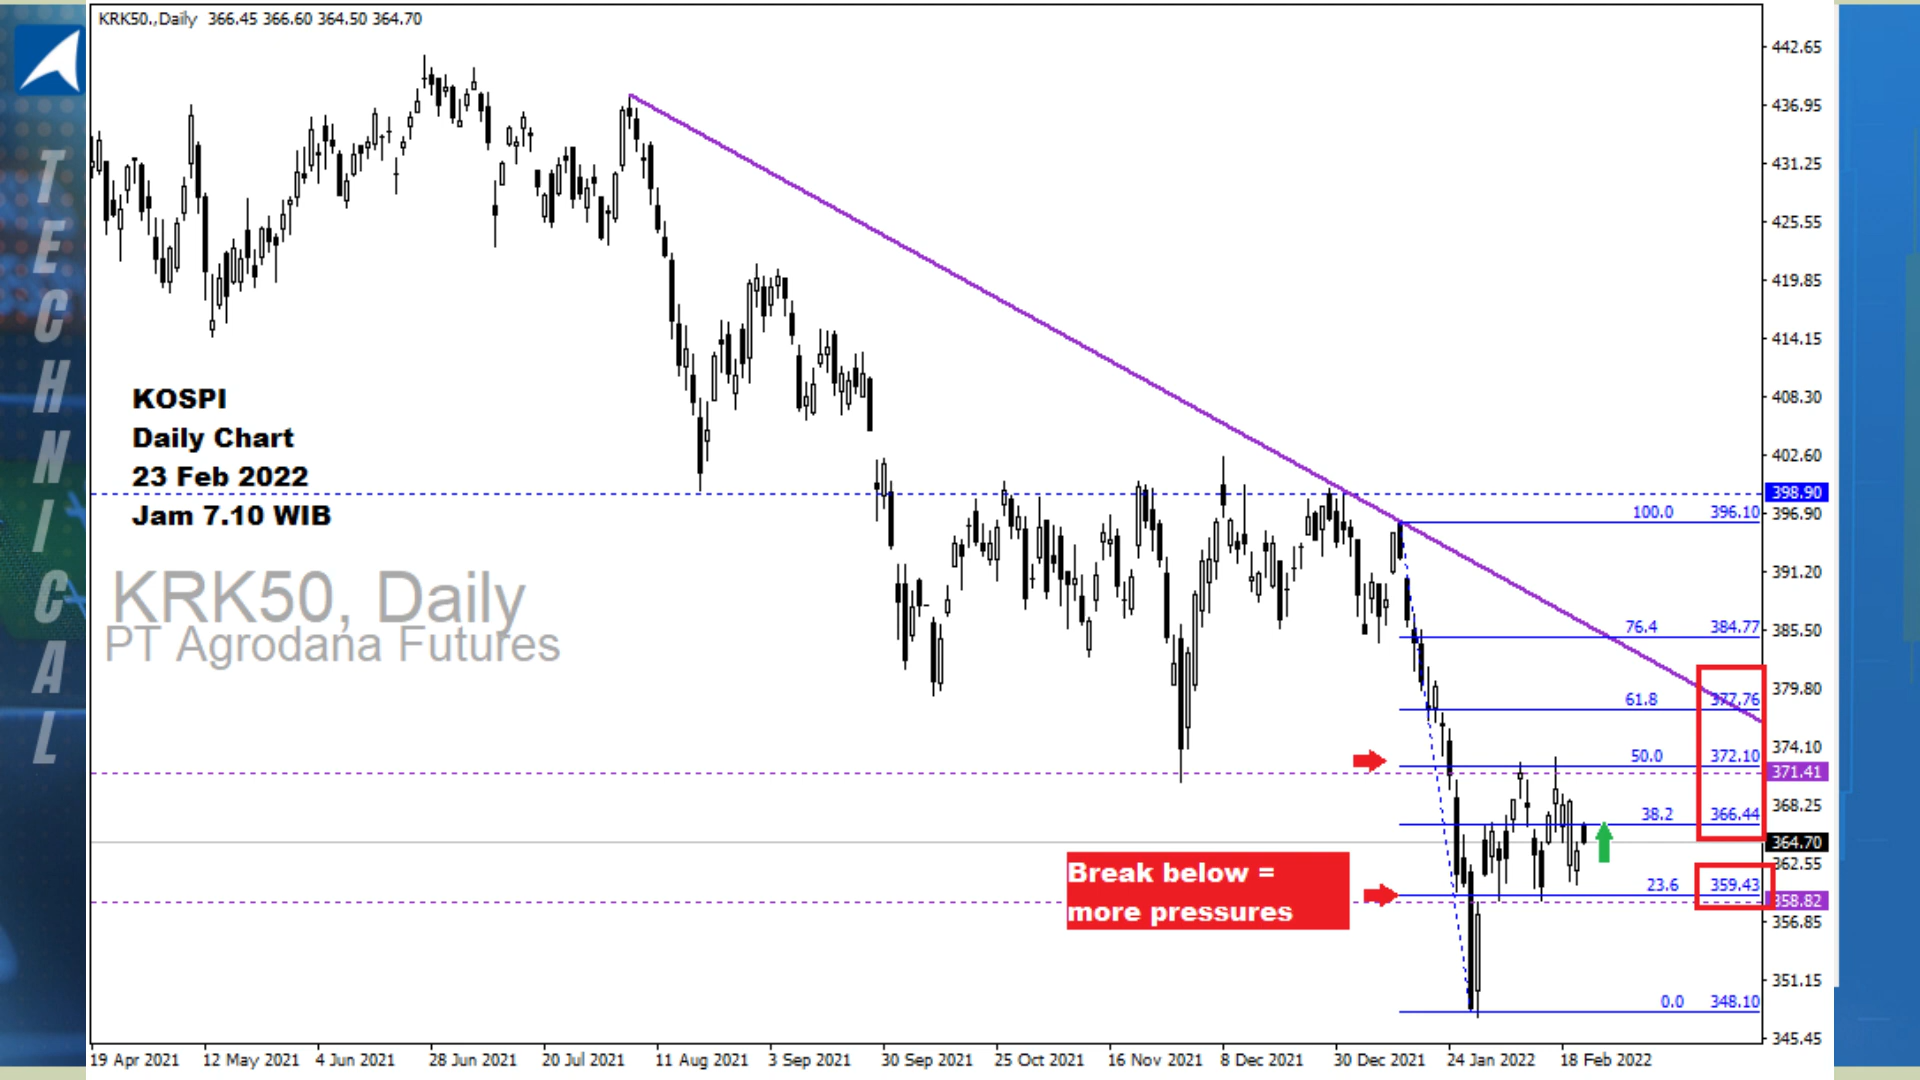 KRK50.,Daily 366.45 366.60 364.50 364.70
TECHNICAL
KOSPI
Daily Chart
23 Feb 2022
Jam 7.10 WIB
KRK50, Daily
PT Agrodana Futures
Break below =
more pressures
100.0 396.10
76.4 384.77
61.8 377.76
50.0 372.10
38.2 366.44
23.6 359.43
0.0 348.10
442.65
436.95
431.25
425.55
419.85
414.15
408.30
402.60
398.90
396.90
391.20
385.50
379.80
374.10
371.41
368.25
364.70
362.55
358.82
356.85
351.15
345.45
19 Apr 2021 12 May 2021 4 Jun 2021 28 Jun 2021 20 Jul 2021 11 Aug 2021 3 Sep 2021 30 Sep 2021 25 Oct 2021 16 Nov 2021 8 Dec 2021 30 Dec 2021 24 Jan 2022 18 Feb 2022